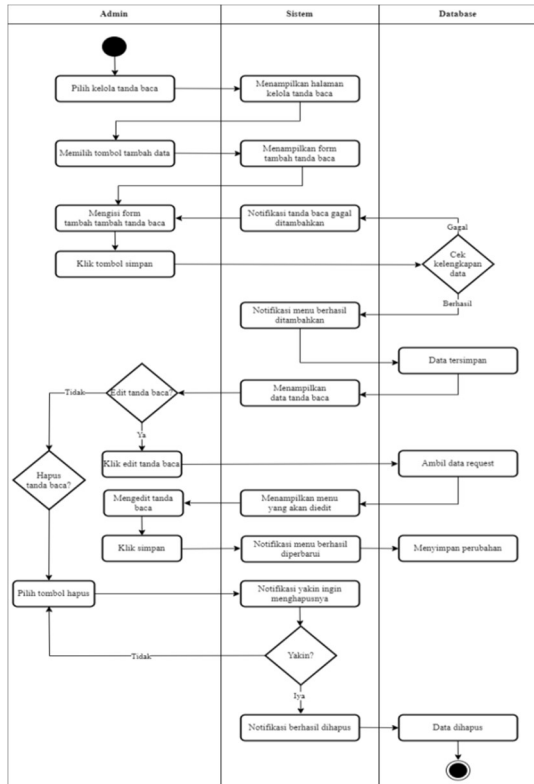 Admin
Sistem
Database
Pilih kelola tanda baca
Menampilkan halaman
kelola tanda baca
Memilih tombol tambah data
Menampilkan form
tambah tanda baca
Mengisi form
tambah tambah tanda baca
Notifikasi tanda baca gagal
ditambahkan
Gagal
Klik tombol simpan
Cek
kelengkapan
data
Berhasil
Notifikasi menu berhasil
ditambahkan
Data tersimpan
Menampilkan
data tanda baca
Edit tanda baca?
Tidak
Ya
Klik edit tanda baca
Ambil data request
Hapus
tanda baca?
Mengedit tanda
baca
Menampilkan menu
yang akan diedit
Klik simpan
Notifikasi menu berhasil
diperbarui
Menyimpan perubahan
Pilih tombol hapus
Notifikasi yakin ingin
menghapusnya
Yakin?
Tidak
Iya
Notifikasi berhasil dihapus
Data dihapus